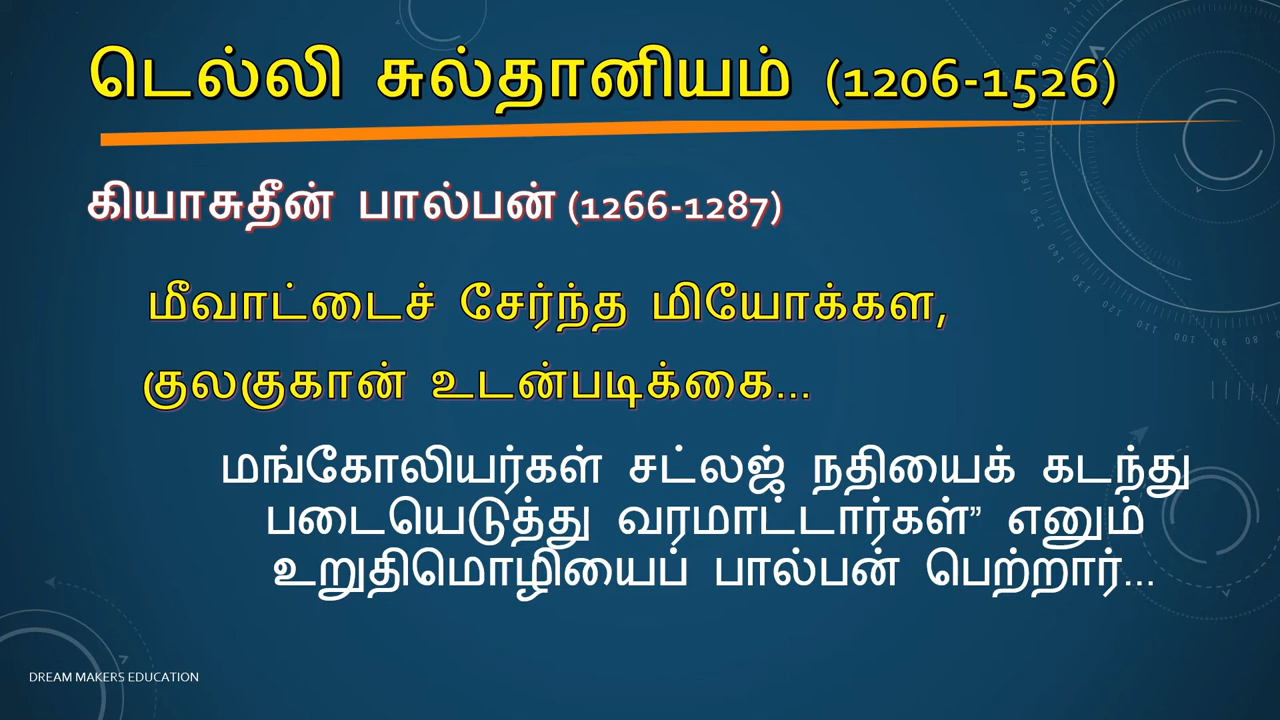 டெல்லி சுல்தானியம் (1206-1526)
கியாசுதீன் பால்பன் (1266-1287)
மீவாட்டைச் சேர்ந்த மியோக்கள,
குலகுகான் உடன்படிக்கை...
மங்கோலியர்கள் சட்லஜ் நதியைக் கடந்து
படையெடுத்து வரமாட்டார்கள்” எனும்
உறுதிமொழியைப் பால்பன் பெற்றார்...
DREAM MAKERS EDUCATION